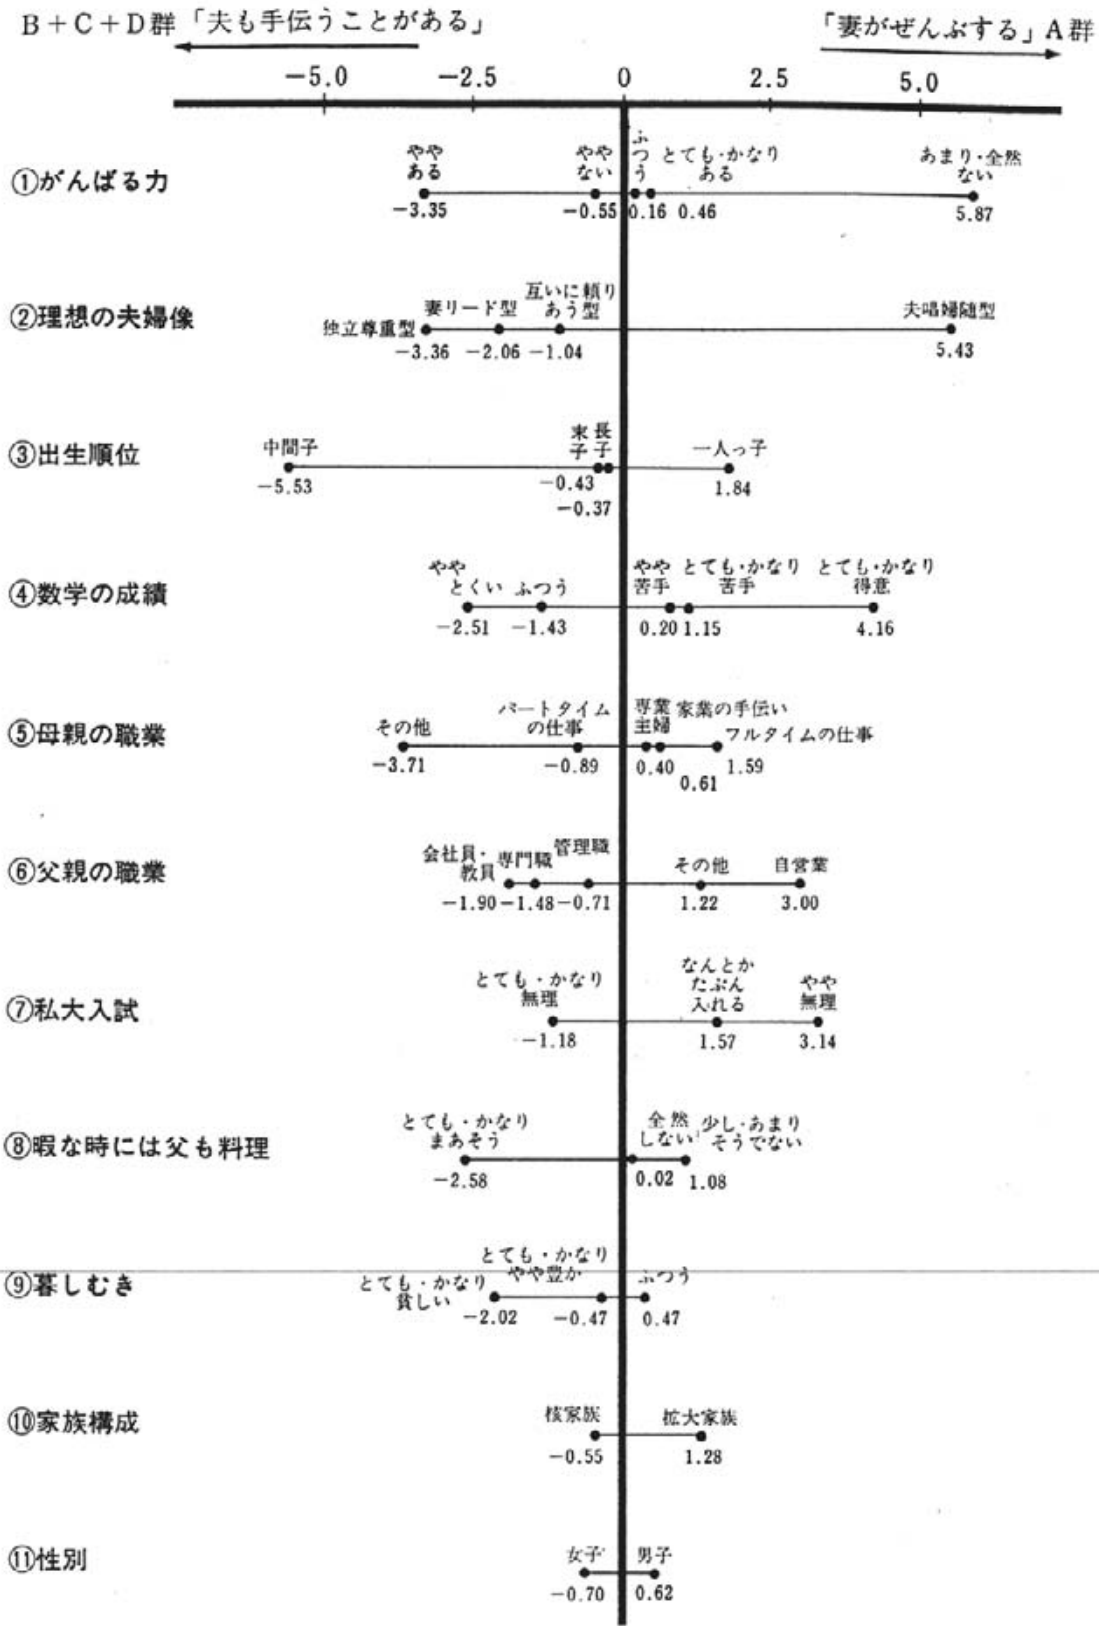 B＋C＋D群「夫も手伝うことがある」 「妻がぜんぶする」A群
−5.0 −2.5 0 2.5 5.0
①がんばる力
やや
ある
−3.35
やや
ない
−0.55
ふつう
0.16
とても・かなり
ある
0.46
あまり・全然
ない
5.87
②理想の夫婦像
独立尊重型
−3.36
妻リード型
−2.06
互いに頼り
あう型
−1.04
夫唱婦随型
5.43
③出生順位
中間子
−5.53
末子
−0.43
長子
−0.37
一人っ子
1.84
④数学の成績
やや
とくい
−2.51
ふつう
−1.43
やや
苦手
0.20
とても・かなり
苦手
1.15
とても・かなり
得意
4.16
⑤母親の職業
その他
−3.71
パートタイム
の仕事
−0.89
専業
主婦
0.40
家業の手伝い
0.61
フルタイムの仕事
1.59
⑥父親の職業
会社員・
教員
−1.90
専門職
−1.48
管理職
−0.71
その他
1.22
自営業
3.00
⑦私大入試
とても・かなり
無理
−1.18
なんとか
たぶん
入れる
1.57
やや
無理
3.14
⑧暇な時には父も料理
とても・かなり
まあそう
−2.58
全然
しない
0.02
少し・あまり
そうでない
1.08
⑨暮しむき
とても・かなり
貧しい
−2.02
とても・かなり
やや豊か
−0.47
ふつう
0.47
⑩家族構成
核家族
−0.55
拡大家族
1.28
⑪性別
女子
−0.70
男子
0.62